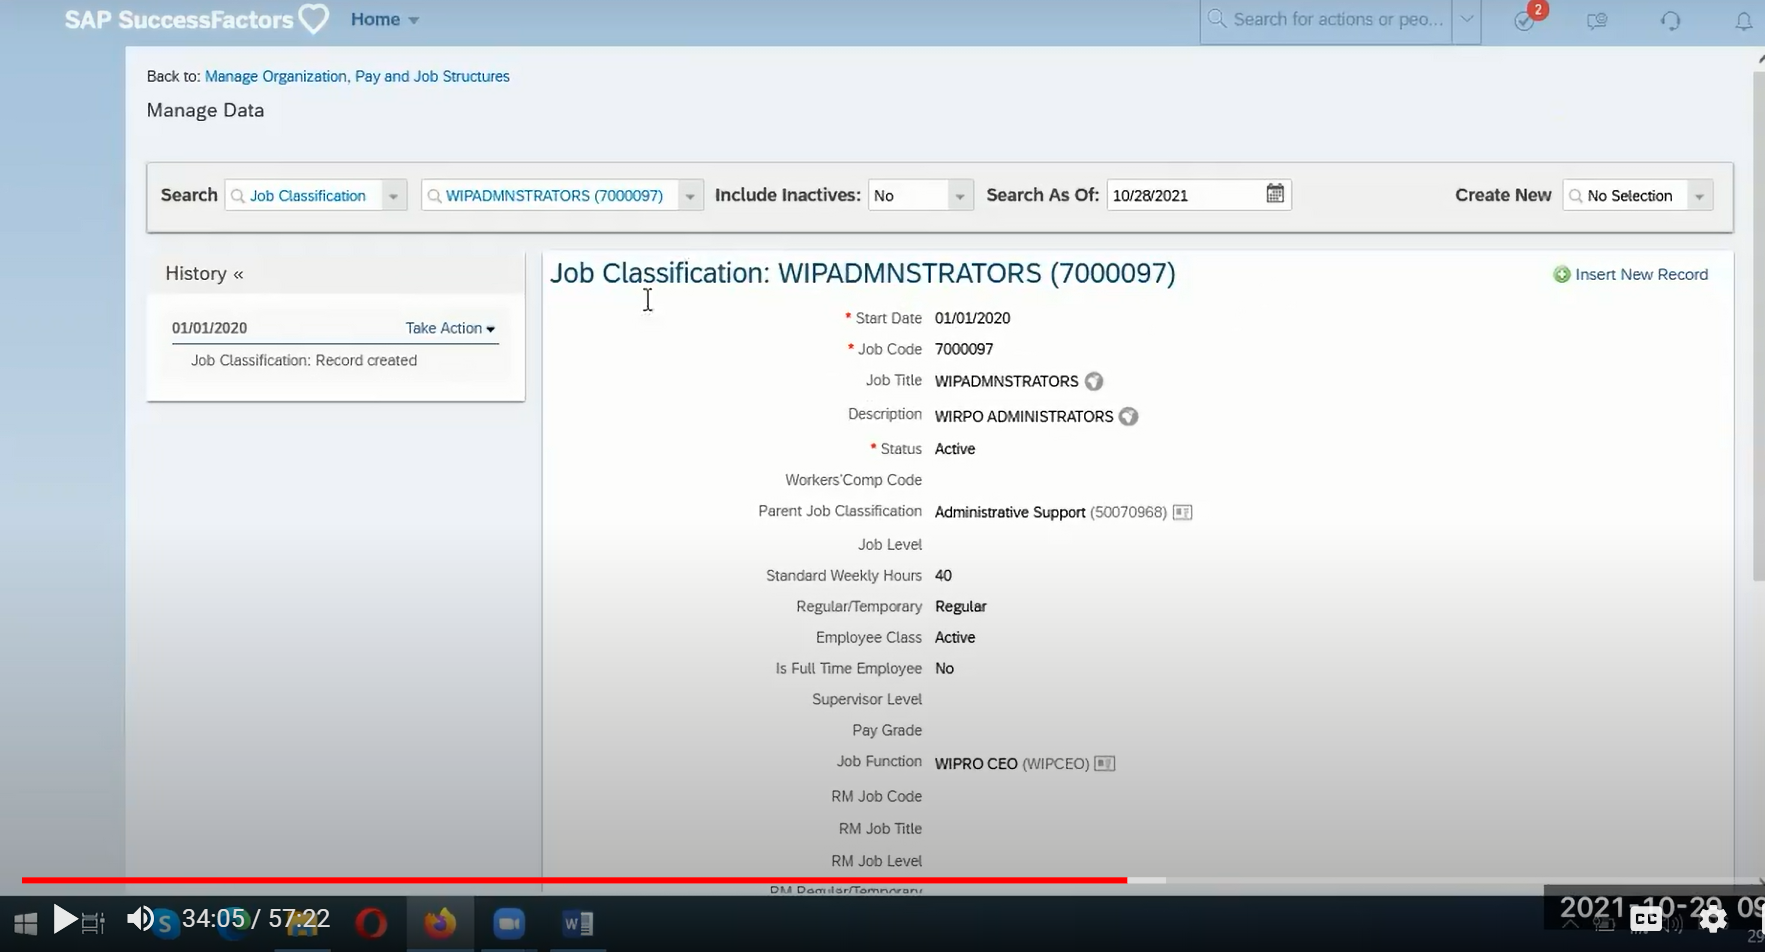 SAP SuccessFactors Home Search for actions or peo... 2
Back to: Manage Organization, Pay and Job Structures
Manage Data
Search Job Classification WIPADMNSTRATORS (7000097) Include Inactives: No Search As Of: 10/28/2021 Create New No Selection
History «
01/01/2020 Take Action
Job Classification: Record created
Job Classification: WIPADMNSTRATORS (7000097) Insert New Record
* Start Date 01/01/2020
* Job Code 7000097
Job Title WIPADMNSTRATORS
Description WIRPO ADMINISTRATORS
* Status Active
Workers'Comp Code
Parent Job Classification Administrative Support (50070968)
Job Level
Standard Weekly Hours 40
Regular/Temporary Regular
Employee Class Active
Is Full Time Employee No
Supervisor Level
Pay Grade
Job Function WIPRO CEO (WIPCEO)
RM Job Code
RM Job Title
RM Job Level
RM Regular/Temporary
34:05 / 57:22
2021-10-29 09
CC
29